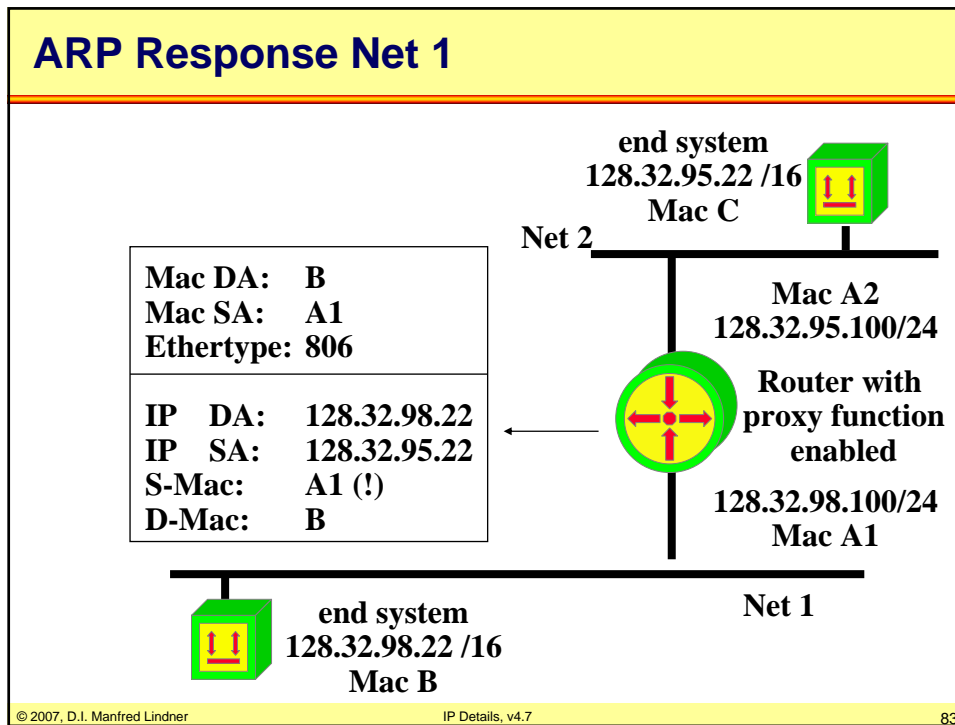 ARP Response Net 1
end system
128.32.95.22 /16
Mac C
Net 2
Mac DA: B
Mac SA: A1
Ethertype: 806
IP DA: 128.32.98.22
IP SA: 128.32.95.22
S-Mac: A1 (!)
D-Mac: B
Mac A2
128.32.95.100/24
Router with
proxy function
enabled
128.32.98.100/24
Mac A1
Net 1
end system
128.32.98.22 /16
Mac B
© 2007, D.I. Manfred Lindner
IP Details, v4.7
83